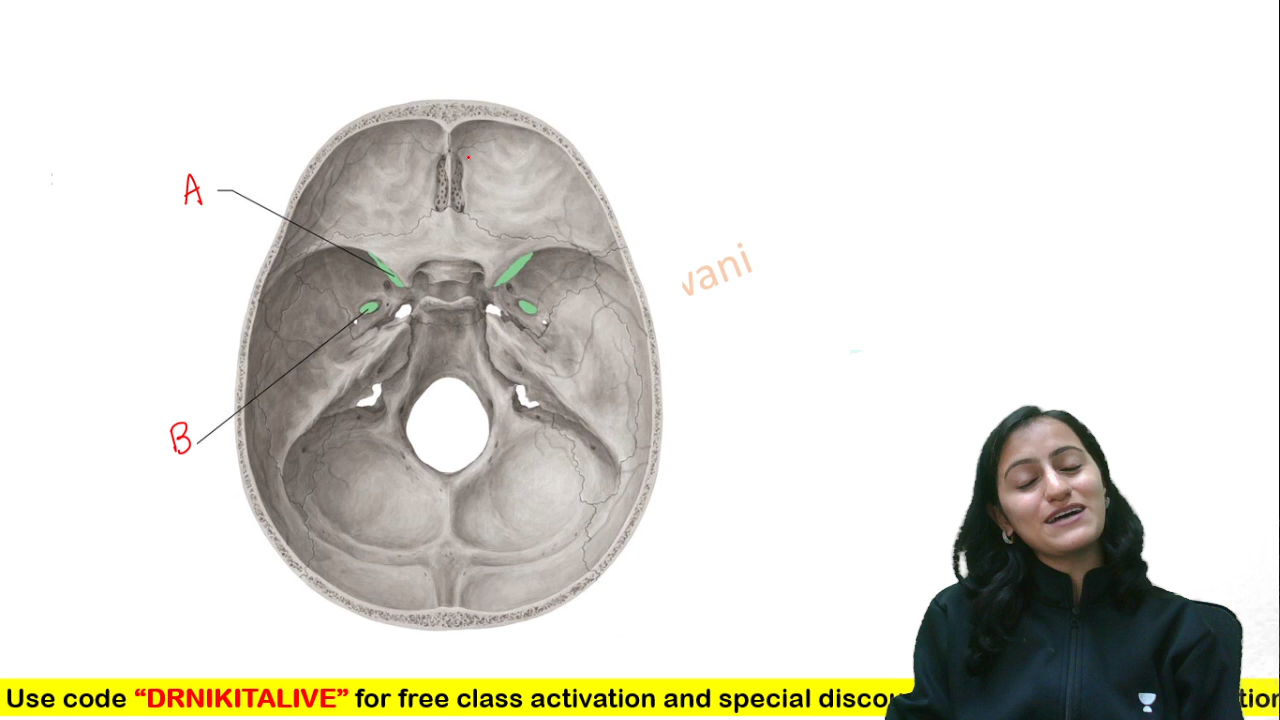 A
vani
B
Use code “DRNIKITALIVE” for free class activation and special discou tion